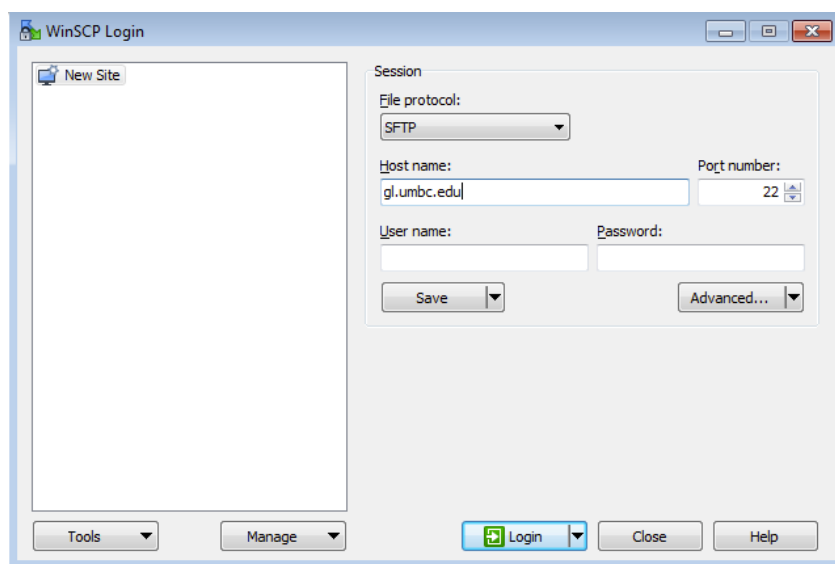 WinSCP Login
New Site
Session
File protocol:
SFTP
Host name:
Port number:
gl.umbc.edu
22
User name:
Password:
Save
Advanced...
Tools
Manage
Login
Close
Help